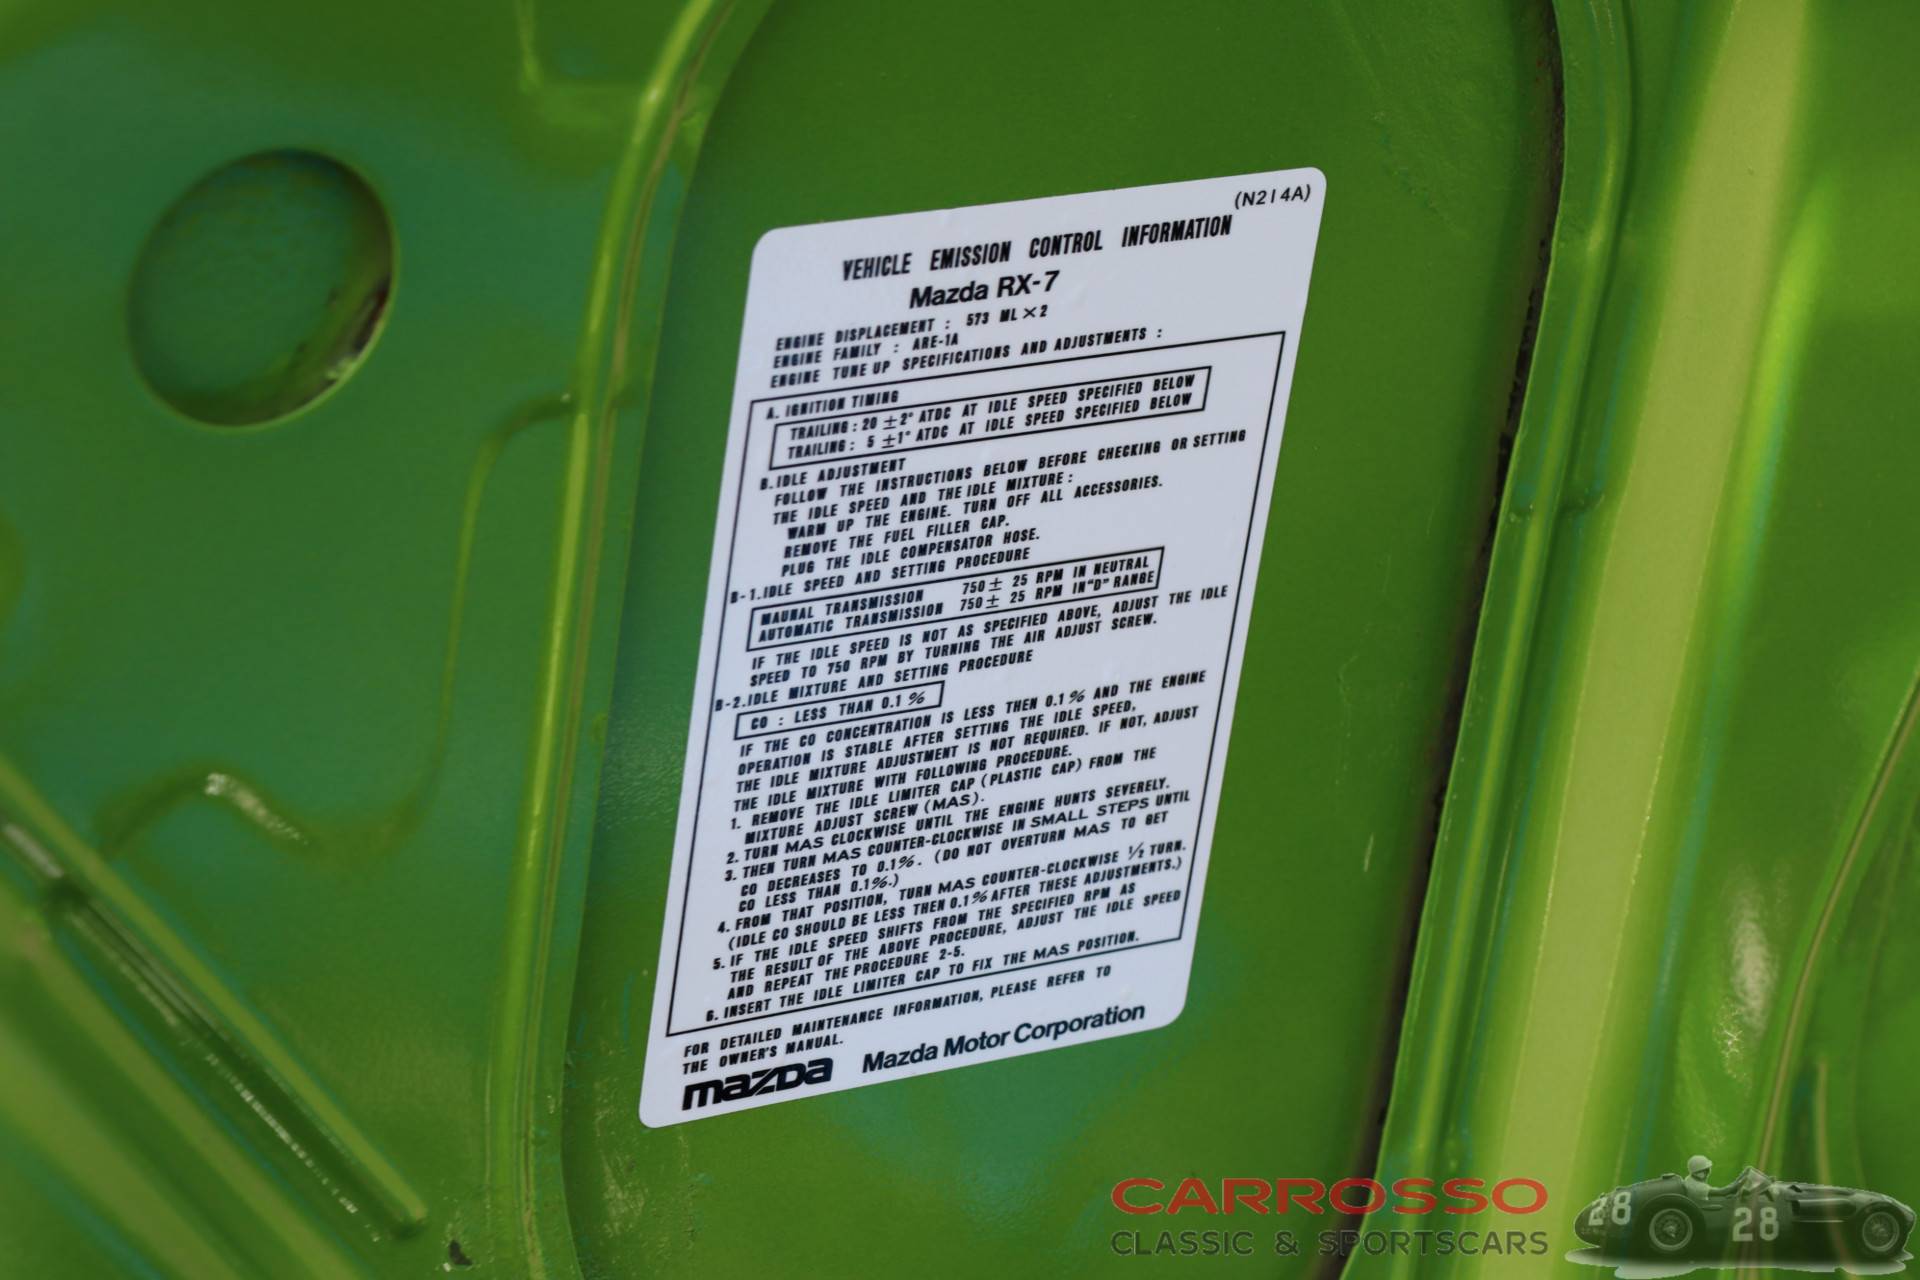 (N214A)
VEHICLE EMISSION CONTROL INFORMATION
Mazda RX-7
ENGINE DISPLACEMENT : 573 ML×2
ENGINE FAMILY : ARE-1A
ENGINE TUNE UP SPECIFICATIONS AND ADJUSTMENTS :
A. IGNITION TIMING
TRAILING : 20 ±2° ATDC AT IDLE SPEED SPECIFIED BELOW
TRAILING : 5 ±1° ATDC AT IDLE SPEED SPECIFIED BELOW
B. IDLE ADJUSTMENT
FOLLOW THE INSTRUCTIONS BELOW BEFORE CHECKING OR SETTING
THE IDLE SPEED AND THE IDLE MIXTURE :
WARM UP THE ENGINE. TURN OFF ALL ACCESSORIES.
REMOVE THE FUEL FILLER CAP.
PLUG THE IDLE COMPENSATOR HOSE.
B-1. IDLE SPEED AND SETTING PROCEDURE
MAUNAL TRANSMISSION 750± 25 RPM IN NEUTRAL
AUTOMATIC TRANSMISSION 750± 25 RPM IN "D" RANGE
IF THE IDLE SPEED IS NOT AS SPECIFIED ABOVE, ADJUST THE IDLE
SPEED TO 750 RPM BY TURNING THE AIR ADJUST SCREW.
B-2. IDLE MIXTURE AND SETTING PROCEDURE
CO : LESS THAN 0.1 %
IF THE CO CONCENTRATION IS LESS THEN 0.1% AND THE ENGINE
OPERATION IS STABLE AFTER SETTING THE IDLE SPEED,
THE IDLE MIXTURE ADJUSTMENT IS NOT REQUIRED. IF NOT, ADJUST
THE IDLE MIXTURE WITH FOLLOWING PROCEDURE.
1. REMOVE THE IDLE LIMITER CAP (PLASTIC CAP) FROM THE
MIXTURE ADJUST SCREW (MAS).
2. TURN MAS CLOCKWISE UNTIL THE ENGINE HUNTS SEVERELY.
3. THEN TURN MAS COUNTER-CLOCKWISE IN SMALL STEPS UNTIL
CO DECREASES TO 0.1%. (DO NOT OVERTURN MAS TO GET
CO LESS THAN 0.1%.)
4. FROM THAT POSITION, TURN MAS COUNTER-CLOCKWISE ½ TURN.
(IDLE CO SHOULD BE LESS THEN 0.1% AFTER THESE ADJUSTMENTS.)
5. IF THE IDLE SPEED SHIFTS FROM THE SPECIFIED RPM AS
THE RESULT OF THE ABOVE PROCEDURE, ADJUST THE IDLE SPEED
AND REPEAT THE PROCEDURE 2-5.
6. INSERT THE IDLE LIMITER CAP TO FIX THE MAS POSITION.
FOR DETAILED MAINTENANCE INFORMATION, PLEASE REFER TO
THE OWNER'S MANUAL.
mazda Mazda Motor Corporation
CARROSSO
CLASSIC & SPORTSCARS
28 28